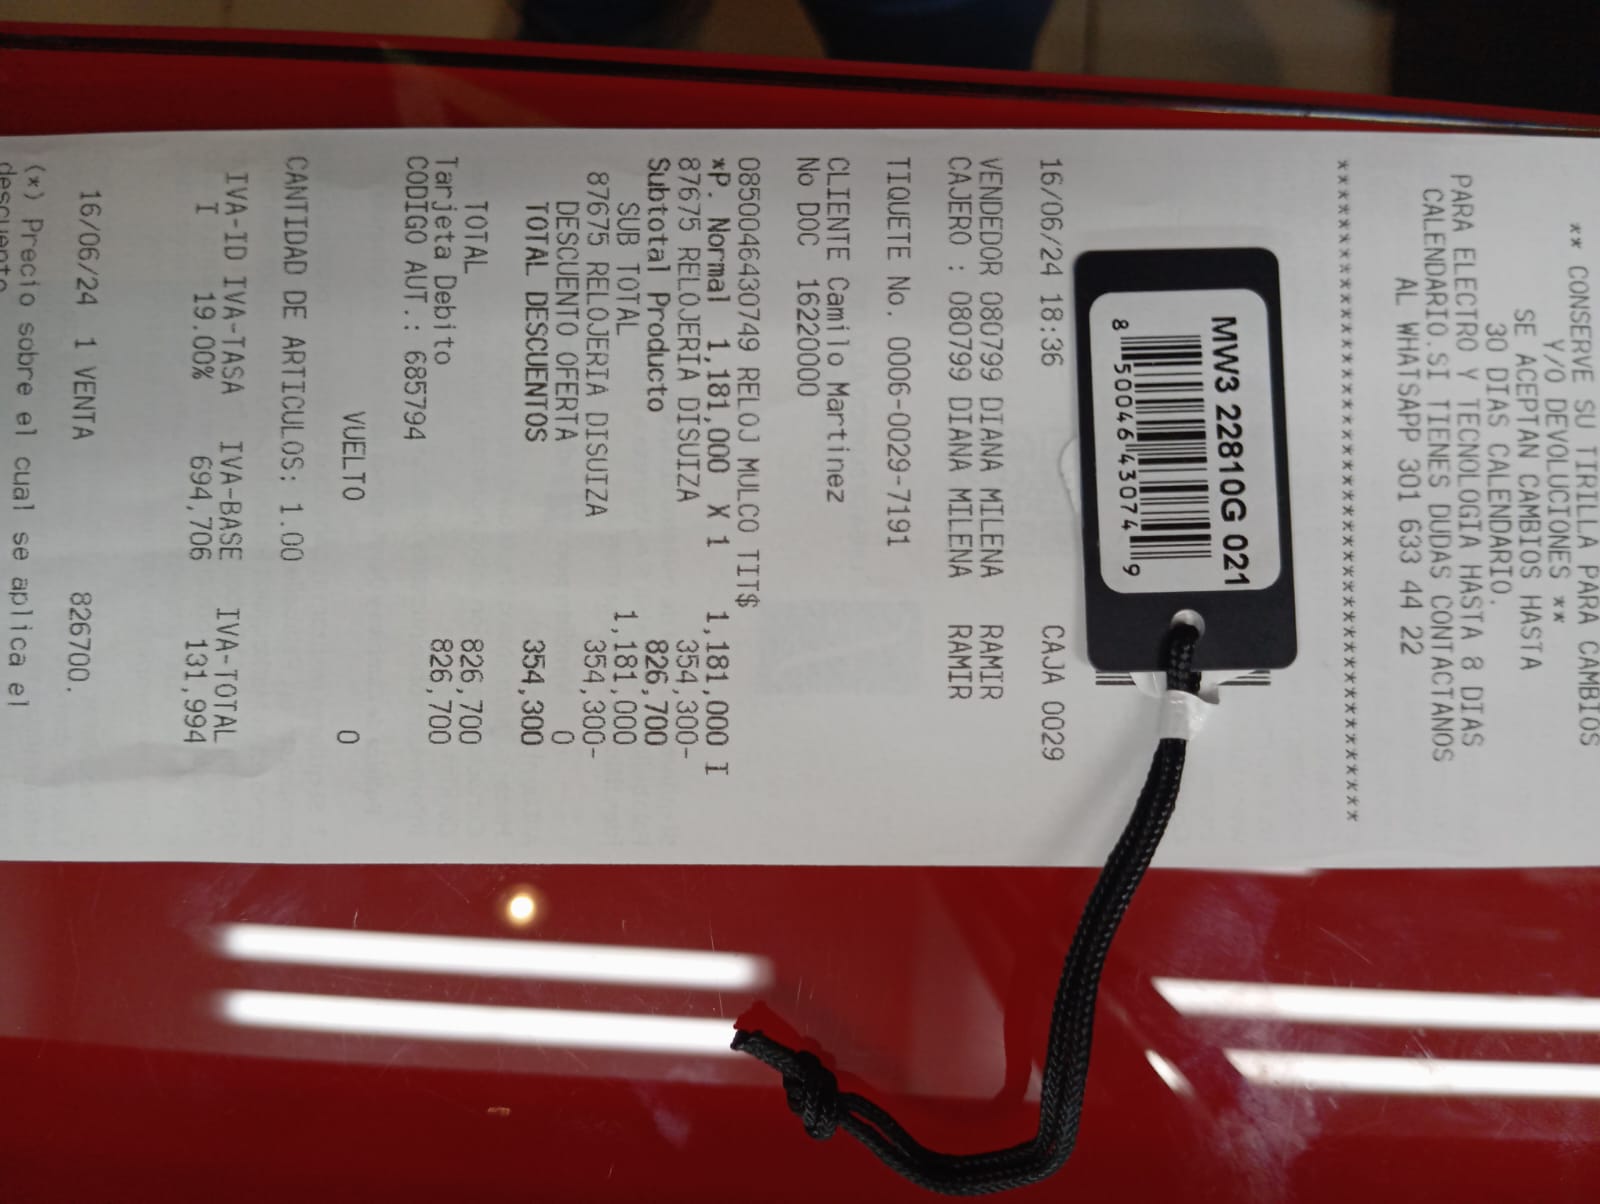 ** CONSERVE SU TIRILLA PARA CAMBIOS
Y/O DEVOLUCIONES **
SE ACEPTAN CAMBIOS HASTA
30 DIAS CALENDARIO.
PARA ELECTRO Y TECNOLOGIA HASTA 8 DIAS
CALENDARIO.SI TIENES DUDAS CONTACTANOS
AL WHATSAPP 301 633 44 22
*******************************************
MW3 22810G 021
8 50046 43074 9
16/06/24 18:36 CAJA 0029
VENDEDOR 080799 DIANA MILENA RAMIR
CAJERO : 080799 DIANA MILENA RAMIR
TIQUETE No. 0006-0029-7191
CLIENTE Camilo Martinez
No DOC 16220000
0850046430749 RELOJ MULCO TIT$
*P. Normal 1,181,000 X 1 1,181,000 I
87675 RELOJERIA DISUIZA 354,300-
Subtotal Producto 826,700
SUB TOTAL 1,181,000
87675 RELOJERIA DISUIZA 354,300-
DESCUENTO OFERTA 0
TOTAL DESCUENTOS 354,300
TOTAL 826,700
Tarjeta Debito 826,700
CODIGO AUT.: 685794
VUELTO 0
CANTIDAD DE ARTICULOS: 1.00
IVA-ID IVA-TASA IVA-BASE IVA-TOTAL
I 19.00% 694,706 131,994
16/06/24 1 VENTA 826700.
(*) Precio sobre el cual se aplica el
descuento